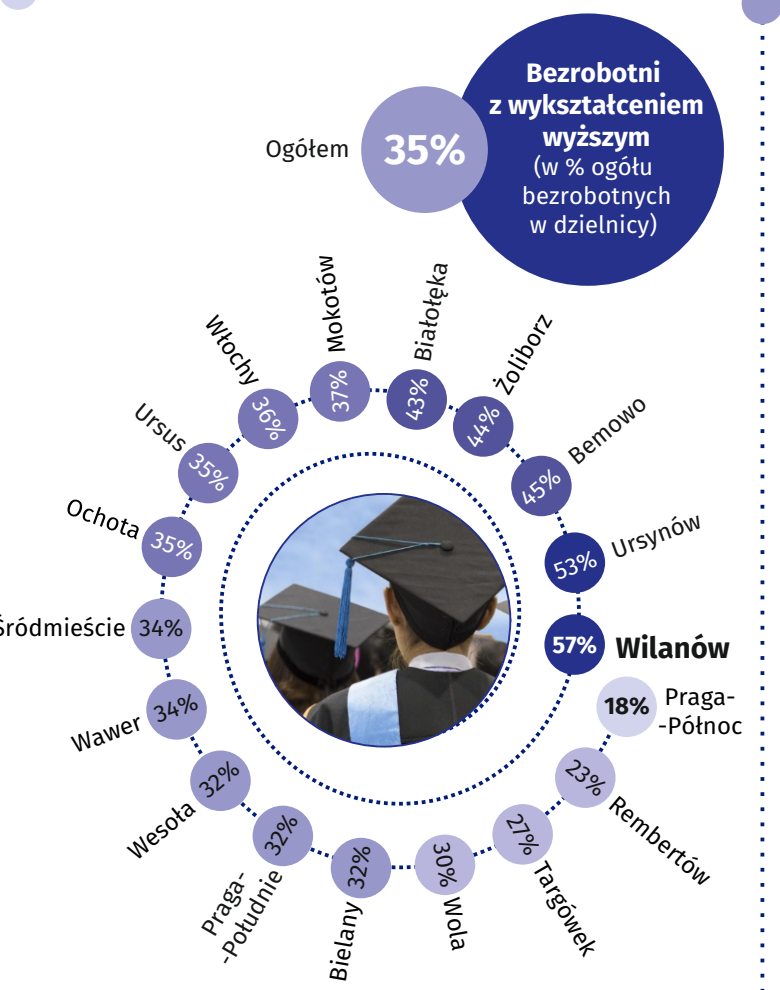 Bezrobotni
z wykształceniem
wyższym
(w % ogółu
bezrobotnych
w dzielnicy)
Ogółem
35%
Wilanów
57%
Ursynów
53%
Bemowo
45%
Żoliborz
44%
Białołęka
43%
Mokotów
37%
Włochy
36%
Ursus
35%
Ochota
35%
Śródmieście
34%
Wawer
34%
Wesoła
32%
Praga-
-Południe
32%
Bielany
32%
Wola
30%
Targówek
27%
Rembertów
23%
Praga-
-Północ
18%